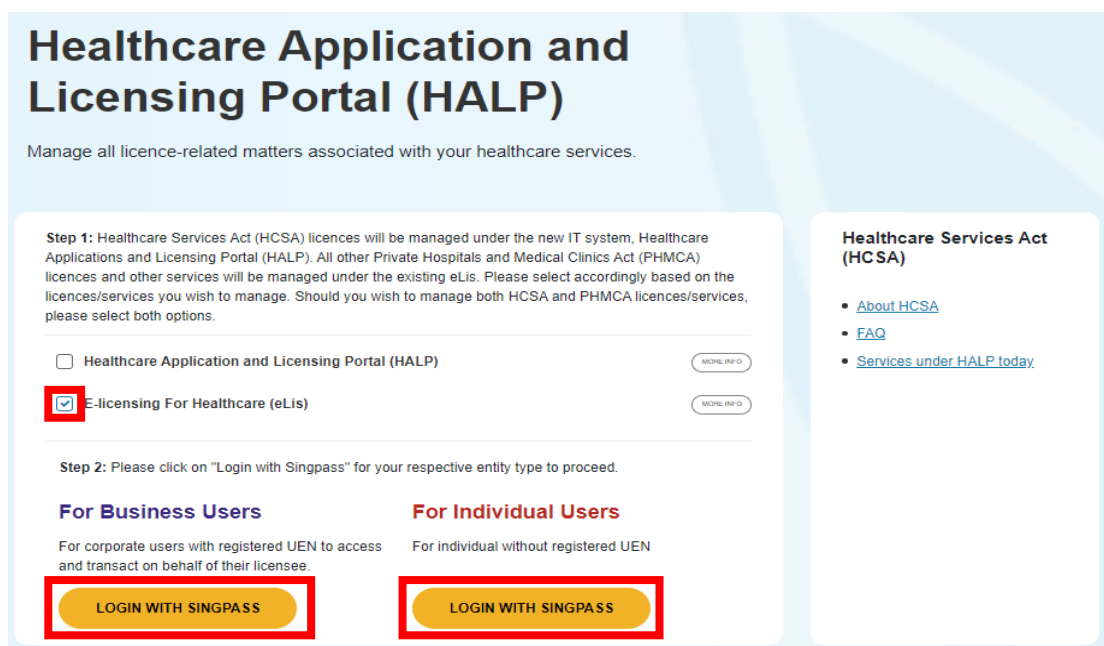 Healthcare Application and
Licensing Portal (HALP)
Manage all licence-related matters associated with your healthcare services.
Step 1: Healthcare Services Act (HCSA) licences will be managed under the new IT system, Healthcare
Applications and Licensing Portal (HALP). All other Private Hospitals and Medical Clinics Act (PHMCA)
licences and other services will be managed under the existing eLis. Please select accordingly based on the
licences/services you wish to manage. Should you wish to manage both HCSA and PHMCA licences/services,
please select both options.
Healthcare Application and Licensing Portal (HALP)
MORE INFO
E-licensing For Healthcare (eLis)
MORE INFO
Step 2: Please click on "Login with Singpass" for your respective entity type to proceed.
For Business Users
For corporate users with registered UEN to access
and transact on behalf of their licensee.
LOGIN WITH SINGPASS
For Individual Users
For individual without registered UEN
LOGIN WITH SINGPASS
Healthcare Services Act
(HCSA)
About HCSA
FAQ
Services under HALP today